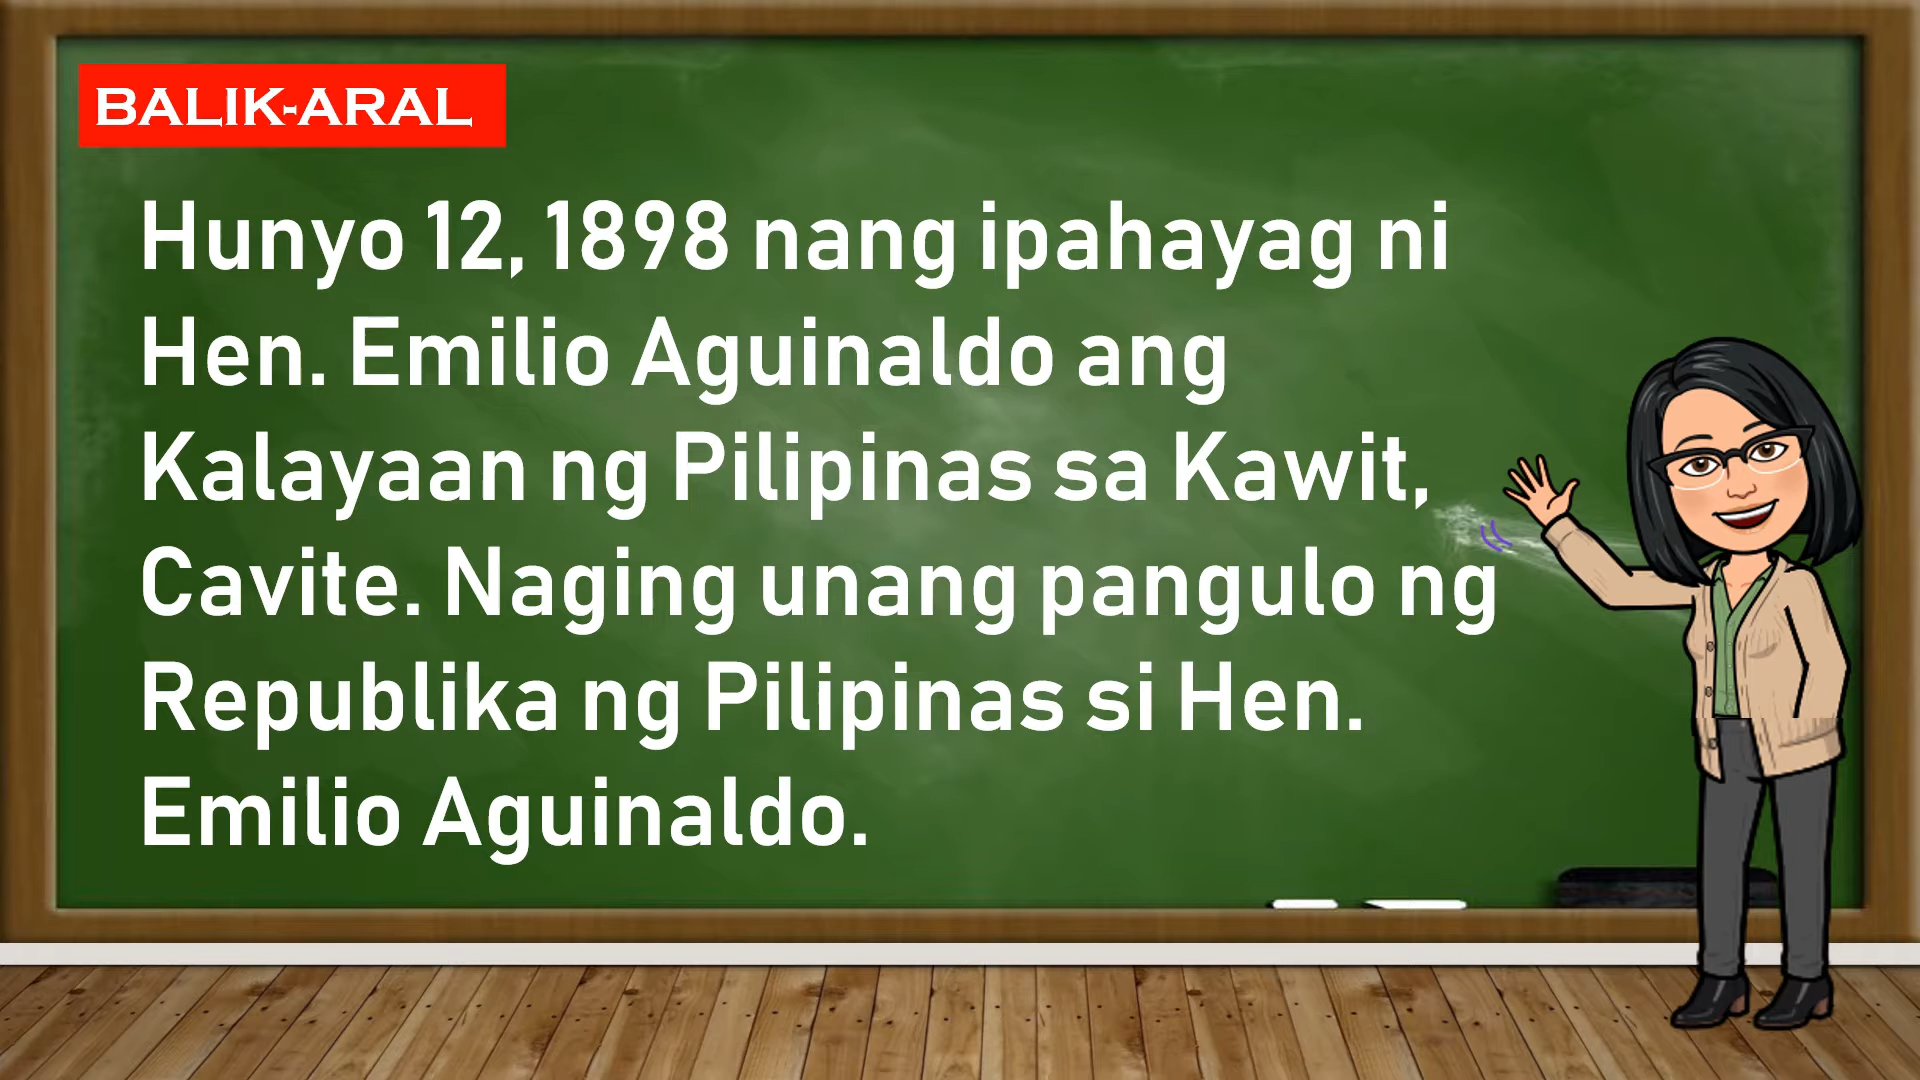 BALIK-ARAL
Hunyo 12, 1898 nang ipahayag ni
Hen. Emilio Aguinaldo ang
Kalayaan ng Pilipinas sa Kawit,
Cavite. Naging unang pangulo ng
Republika ng Pilipinas si Hen.
Emilio Aguinaldo.